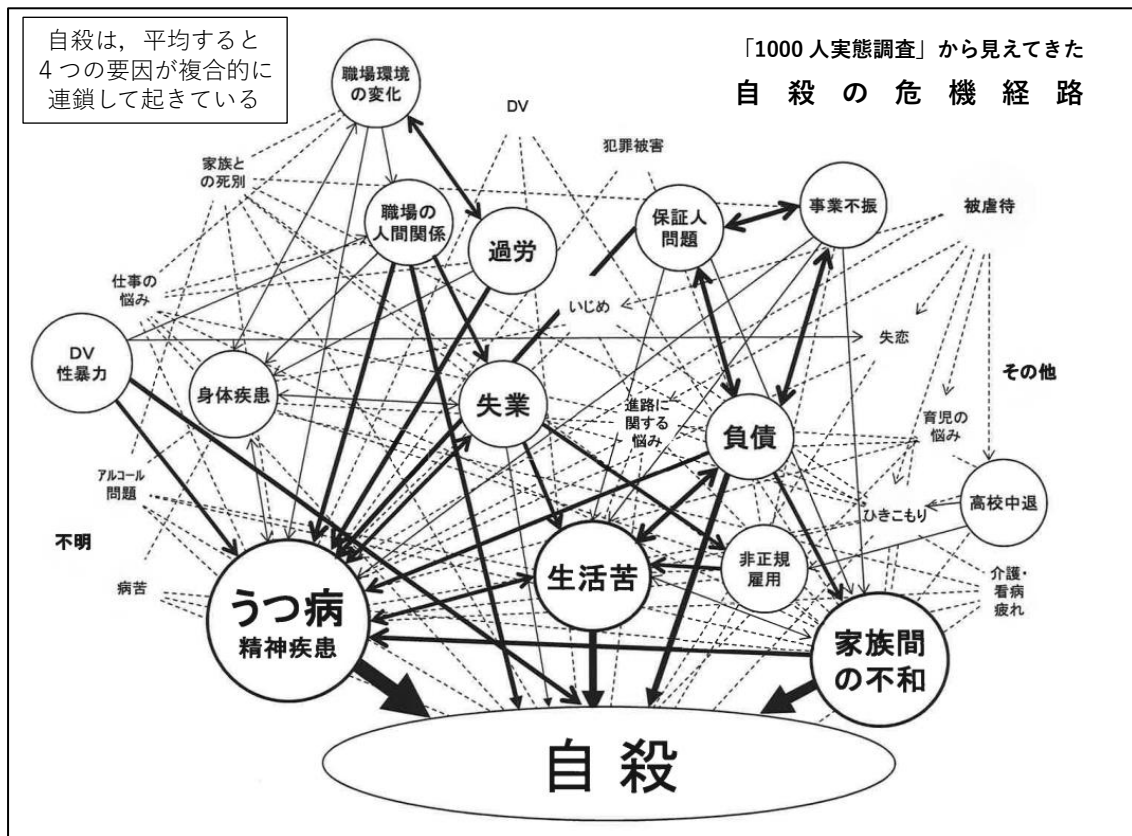 自殺は，平均すると
4つの要因が複合的に
連鎖して起きている
「1000人実態調査」から見えてきた
自殺の危機経路
職場環境
の変化
DV
犯罪被害
家族と
の死別
職場の
人間関係
過労
保証人
問題
事業不振
被虐待
仕事の
悩み
いじめ
失恋
DV
性暴力
身体疾患
失業
進路に
関する
悩み
負債
その他
育児の
悩み
アルコール
問題
高校中退
ひきこもり
不明
病苦
うつ病
精神疾患
生活苦
非正規
雇用
介護・
看病
疲れ
家族間
の不和
自殺